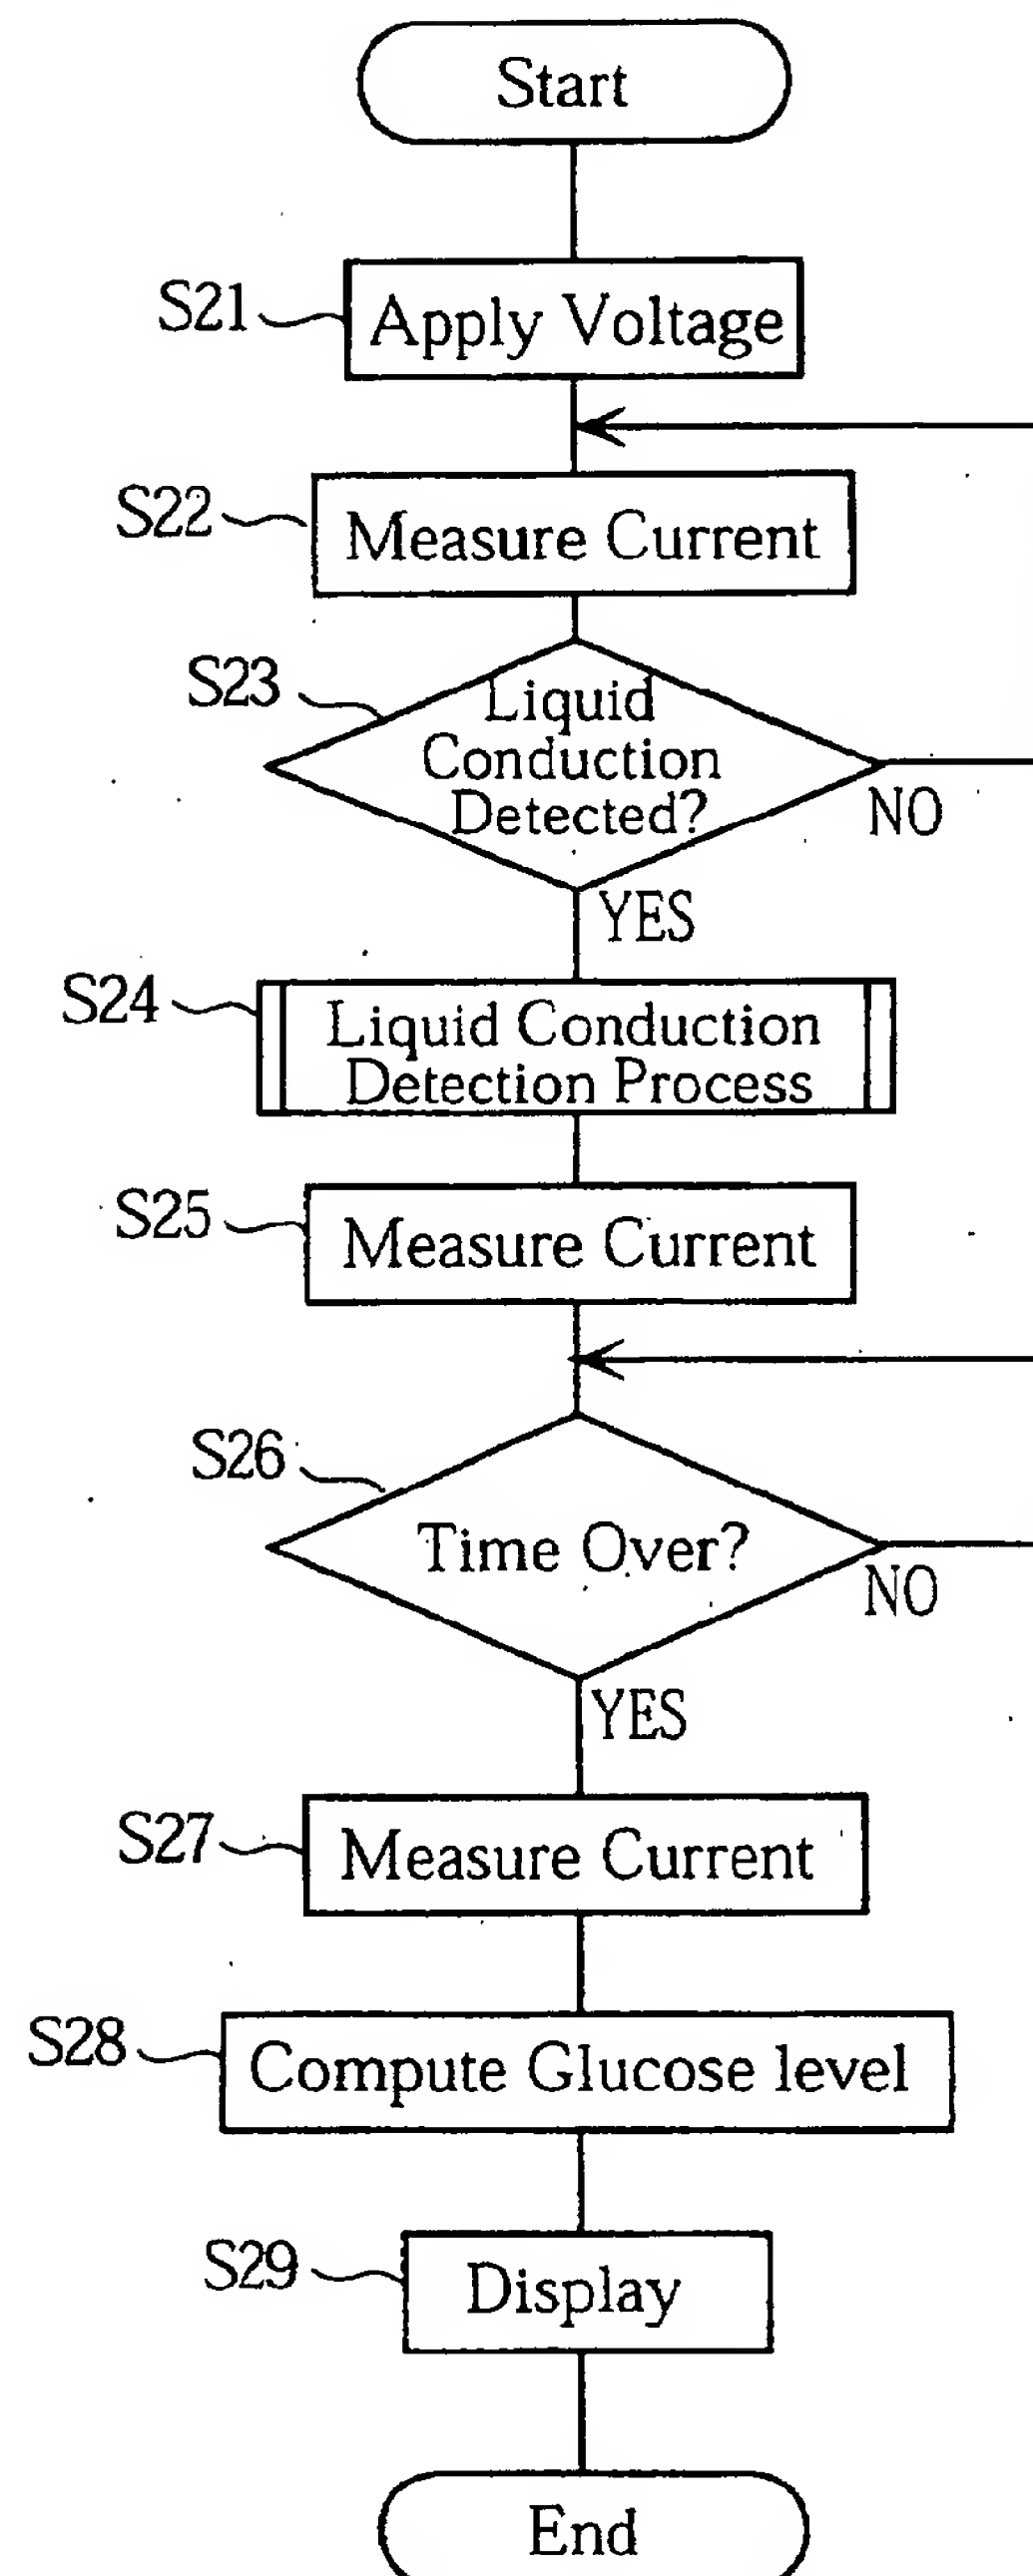 Start
S21
Apply Voltage
S22
Measure Current
S23
Liquid
Conduction
Detected?
NO
YES
S24
Liquid Conduction
Detection Process
S25
Measure Current
S26
Time Over?
NO
YES
S27
Measure Current
S28
Compute Glucose level
S29
Display
End